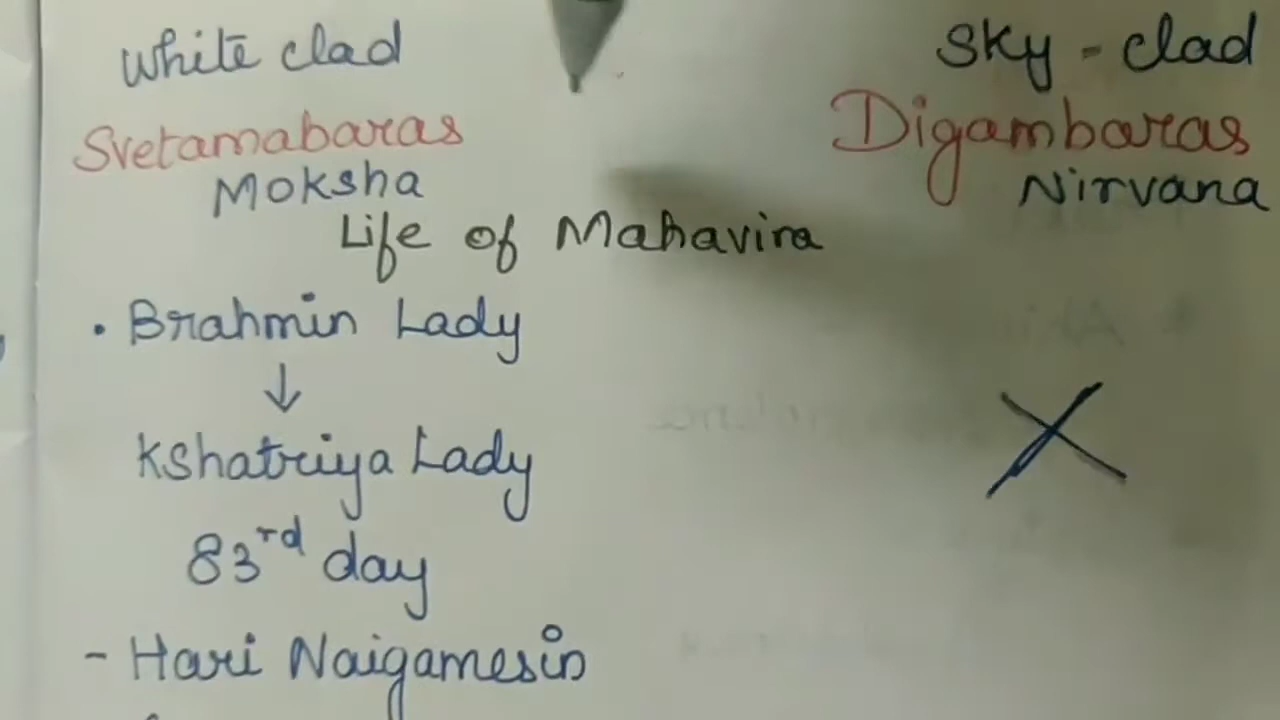 White clad
Sky - clad
Svetamabaras
Digambaras
Moksha
Nirvana
Life of Mahavira
• Brahmin Lady
↓
Kshatriya Lady
83rd day
- Hari Naigamesin